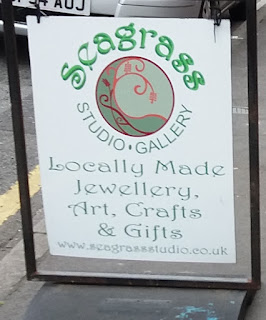 Seagrass
STUDIO • GALLERY
Locally Made
Jewellery,
Art, Crafts
& Gifts
www.seagrassstudio.co.uk